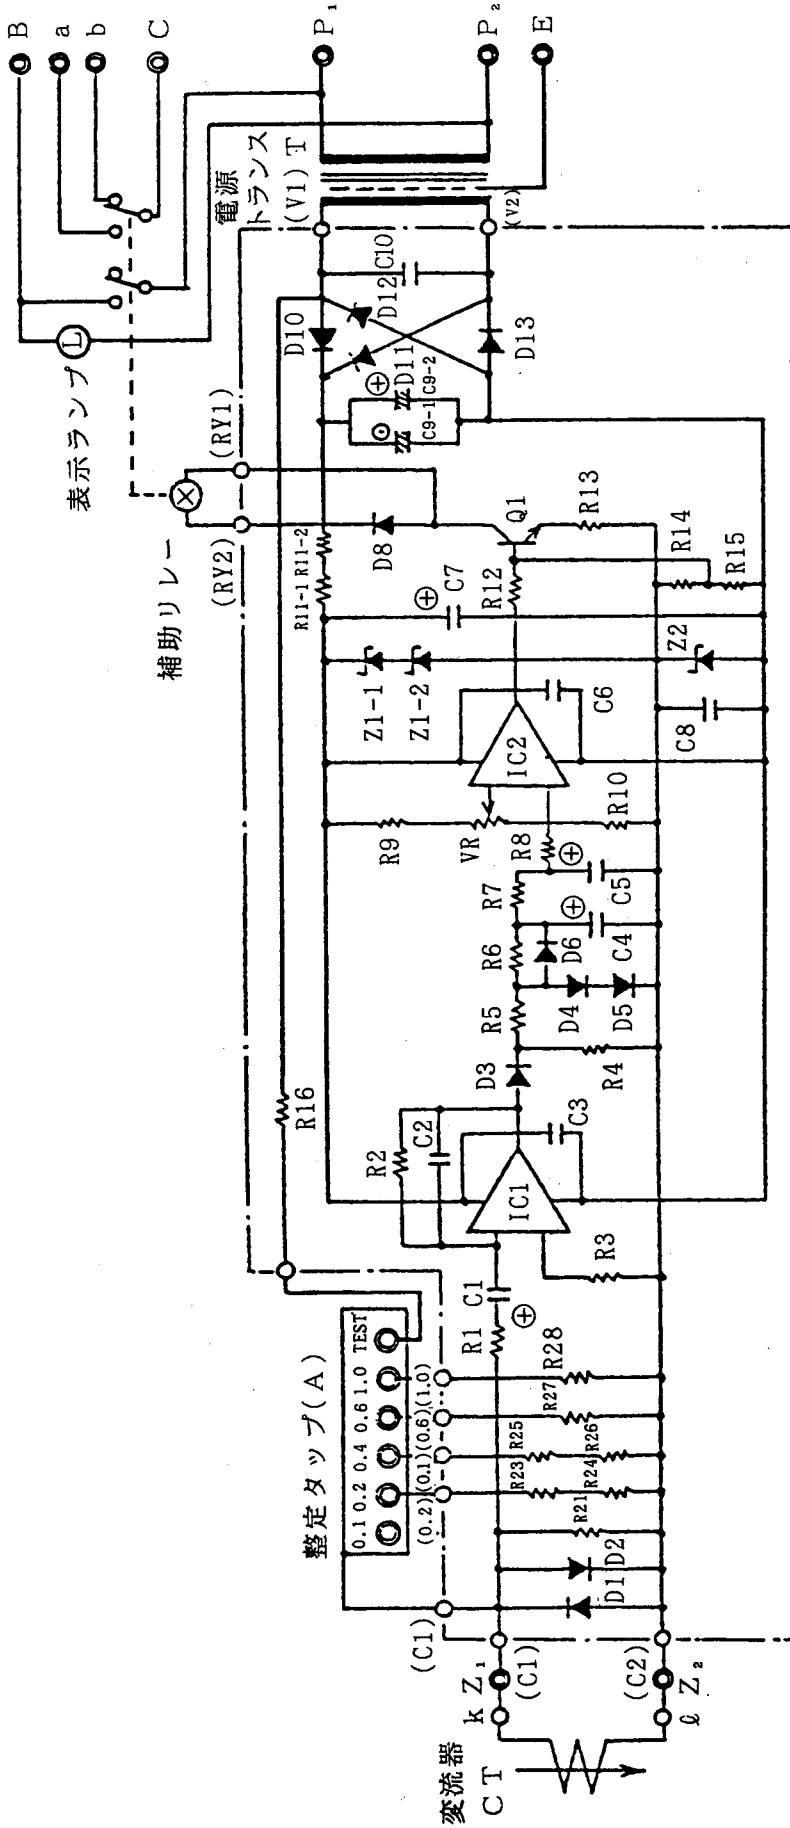 変流器
CT
k
Z₁
(C1)
(C1)
ℓ
Z₂
(C2)
整定タップ(A)
0.1 0.2 0.4 0.6 1.0 TEST
(0.2)(0.1)(0.6)(1.0)
D1
D2
R21
R23
R24
R25
R26
R27
R28
R1
C1
⊕
R2
C2
R3
IC1
C3
R16
D3
R4
R5
D4
D5
R6
D6
C4
⊕
R7
C5
⊕
R8
R9
VR
R10
IC2
C6
Z1-1
Z1-2
C7
⊕
R11-1
R11-2
R12
Q1
R13
R14
R15
Z2
C8
D8
補助リレー
(RY2)
(RY1)
表示ランプ
L
C9-1
C9-2
⊕
D10
D11
D12
D13
C10
電源
トランス
(V1)
T
(V2)
B
a
b
C
P₁
P₂
E